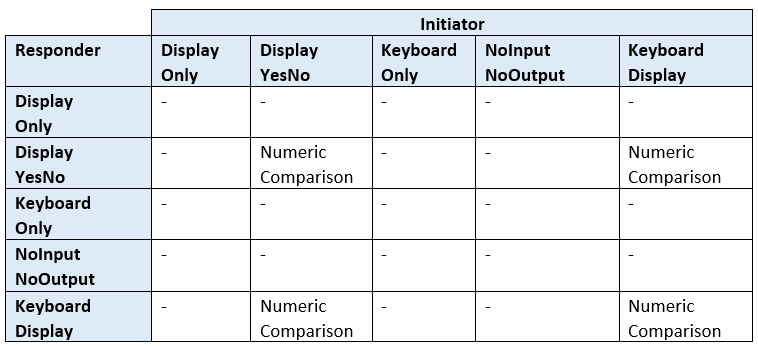 Initiator
Responder Display Only Display YesNo Keyboard Only NoInput NoOutput Keyboard Display
Display Only - - - - -
Display YesNo - Numeric Comparison - - Numeric Comparison
Keyboard Only - - - - -
NoInput NoOutput - - - - -
Keyboard Display - Numeric Comparison - - Numeric Comparison